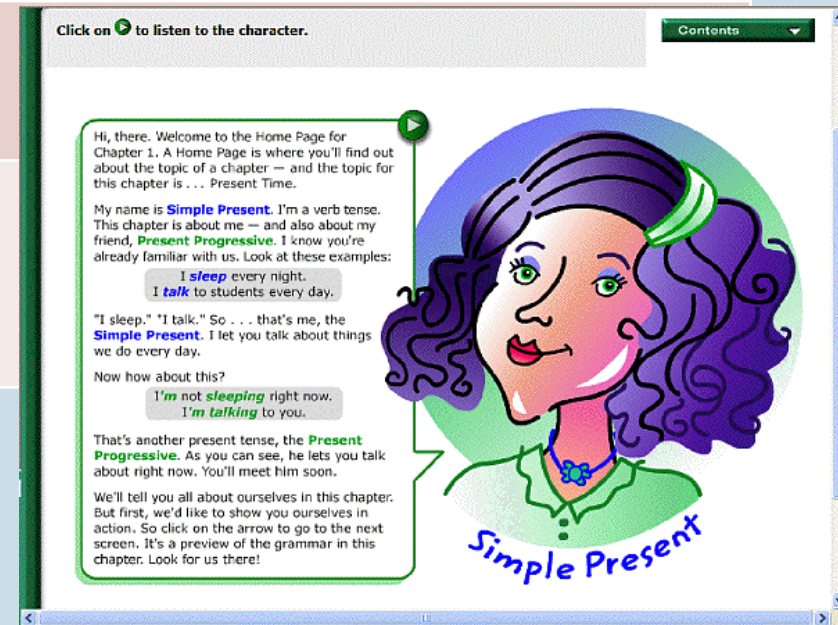 Click on to listen to the character.
Contents
Hi, there. Welcome to the Home Page for
Chapter 1. A Home Page is where you'll find out
about the topic of a chapter — and the topic for
this chapter is . . . Present Time.
My name is Simple Present. I'm a verb tense.
This chapter is about me — and also about my
friend, Present Progressive. I know you're
already familiar with us. Look at these examples:
I sleep every night.
I talk to students every day.
"I sleep." "I talk." So . . . that's me, the
Simple Present. I let you talk about things
we do every day.
Now how about this?
I'm not sleeping right now.
I'm talking to you.
That's another present tense, the Present
Progressive. As you can see, he lets you talk
about right now. You'll meet him soon.
We'll tell you all about ourselves in this chapter.
But first, we'd like to show you ourselves in
action. So click on the arrow to go to the next
screen. It's a preview of the grammar in this
chapter. Look for us there!
Simple Present